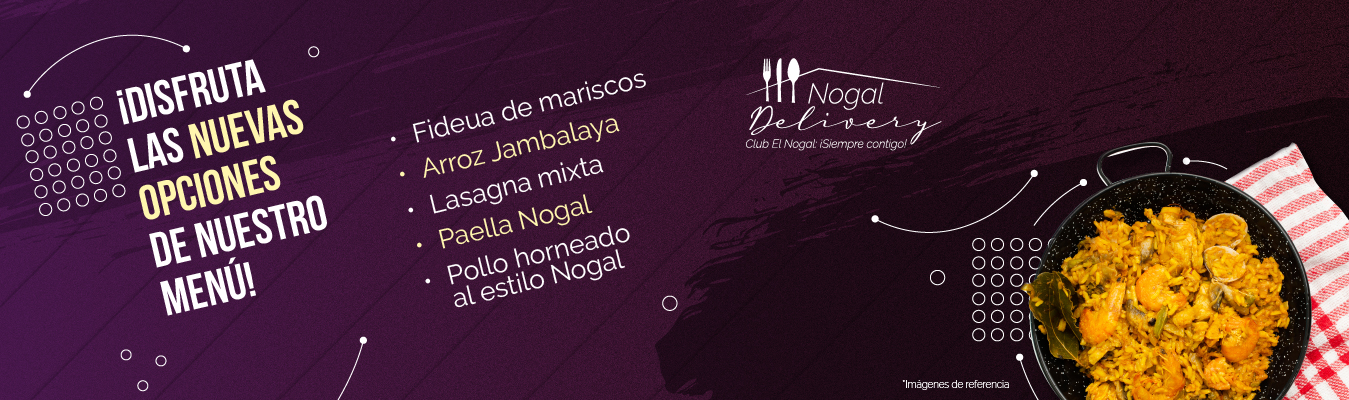 ¡DISFRUTA
LAS NUEVAS
OPCIONES
DE NUESTRO
MENÚ!
• Fideua de mariscos
• Arroz Jambalaya
• Lasagna mixta
• Paella Nogal
• Pollo horneado
al estilo Nogal
Nogal
Delivery
Club El Nogal: ¡Siempre contigo!
*Imágenes de referencia